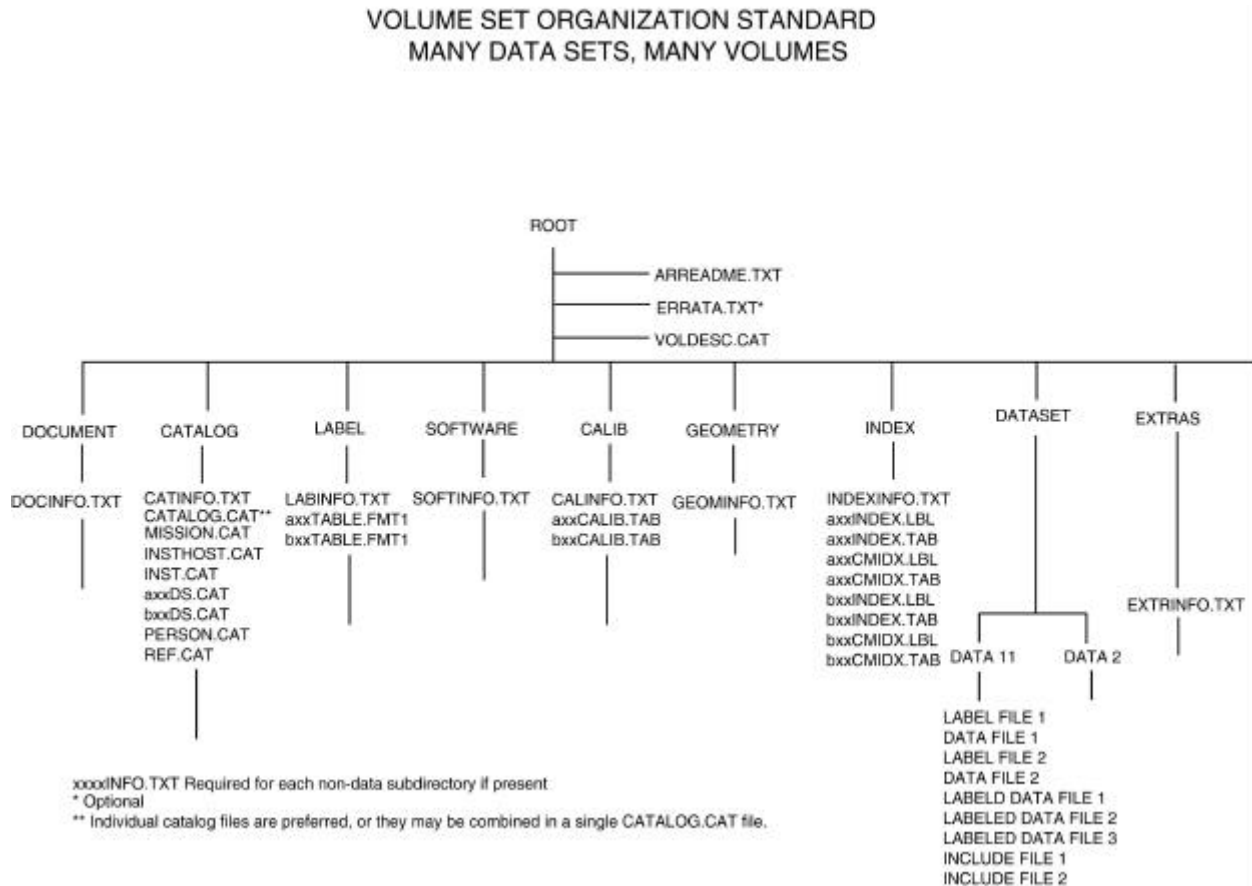 VOLUME SET ORGANIZATION STANDARD
MANY DATA SETS, MANY VOLUMES
ROOT
ARREADME.TXT
ERRATA.TXT*
VOLDESC.CAT
DOCUMENT
DOCINFO.TXT
CATALOG
CATINFO.TXT
CATALOG.CAT**
MISSION.CAT
INSTHOST.CAT
INST.CAT
axxDS.CAT
bxxDS.CAT
PERSON.CAT
REF.CAT
LABEL
LABINFO.TXT
axxTABLE.FMT1
bxxTABLE.FMT1
SOFTWARE
SOFTINFO.TXT
CALIB
CALINFO.TXT
axxCALIB.TAB
bxxCALIB.TAB
GEOMETRY
GEOMINFO.TXT
INDEX
INDEXINFO.TXT
axxINDEX.LBL
axxINDEX.TAB
axxCMIDX.LBL
axxCMIDX.TAB
bxxINDEX.LBL
bxxINDEX.TAB
bxxCMIDX.LBL
bxxCMIDX.TAB
DATASET
DATA 11
LABEL FILE 1
DATA FILE 1
LABEL FILE 2
DATA FILE 2
LABELD DATA FILE 1
LABELED DATA FILE 2
LABELED DATA FILE 3
INCLUDE FILE 1
INCLUDE FILE 2
DATA 2
EXTRAS
EXTRINFO.TXT
xxxxINFO.TXT Required for each non-data subdirectory if present
* Optional
** Individual catalog files are preferred, or they may be combined in a single CATALOG.CAT file.